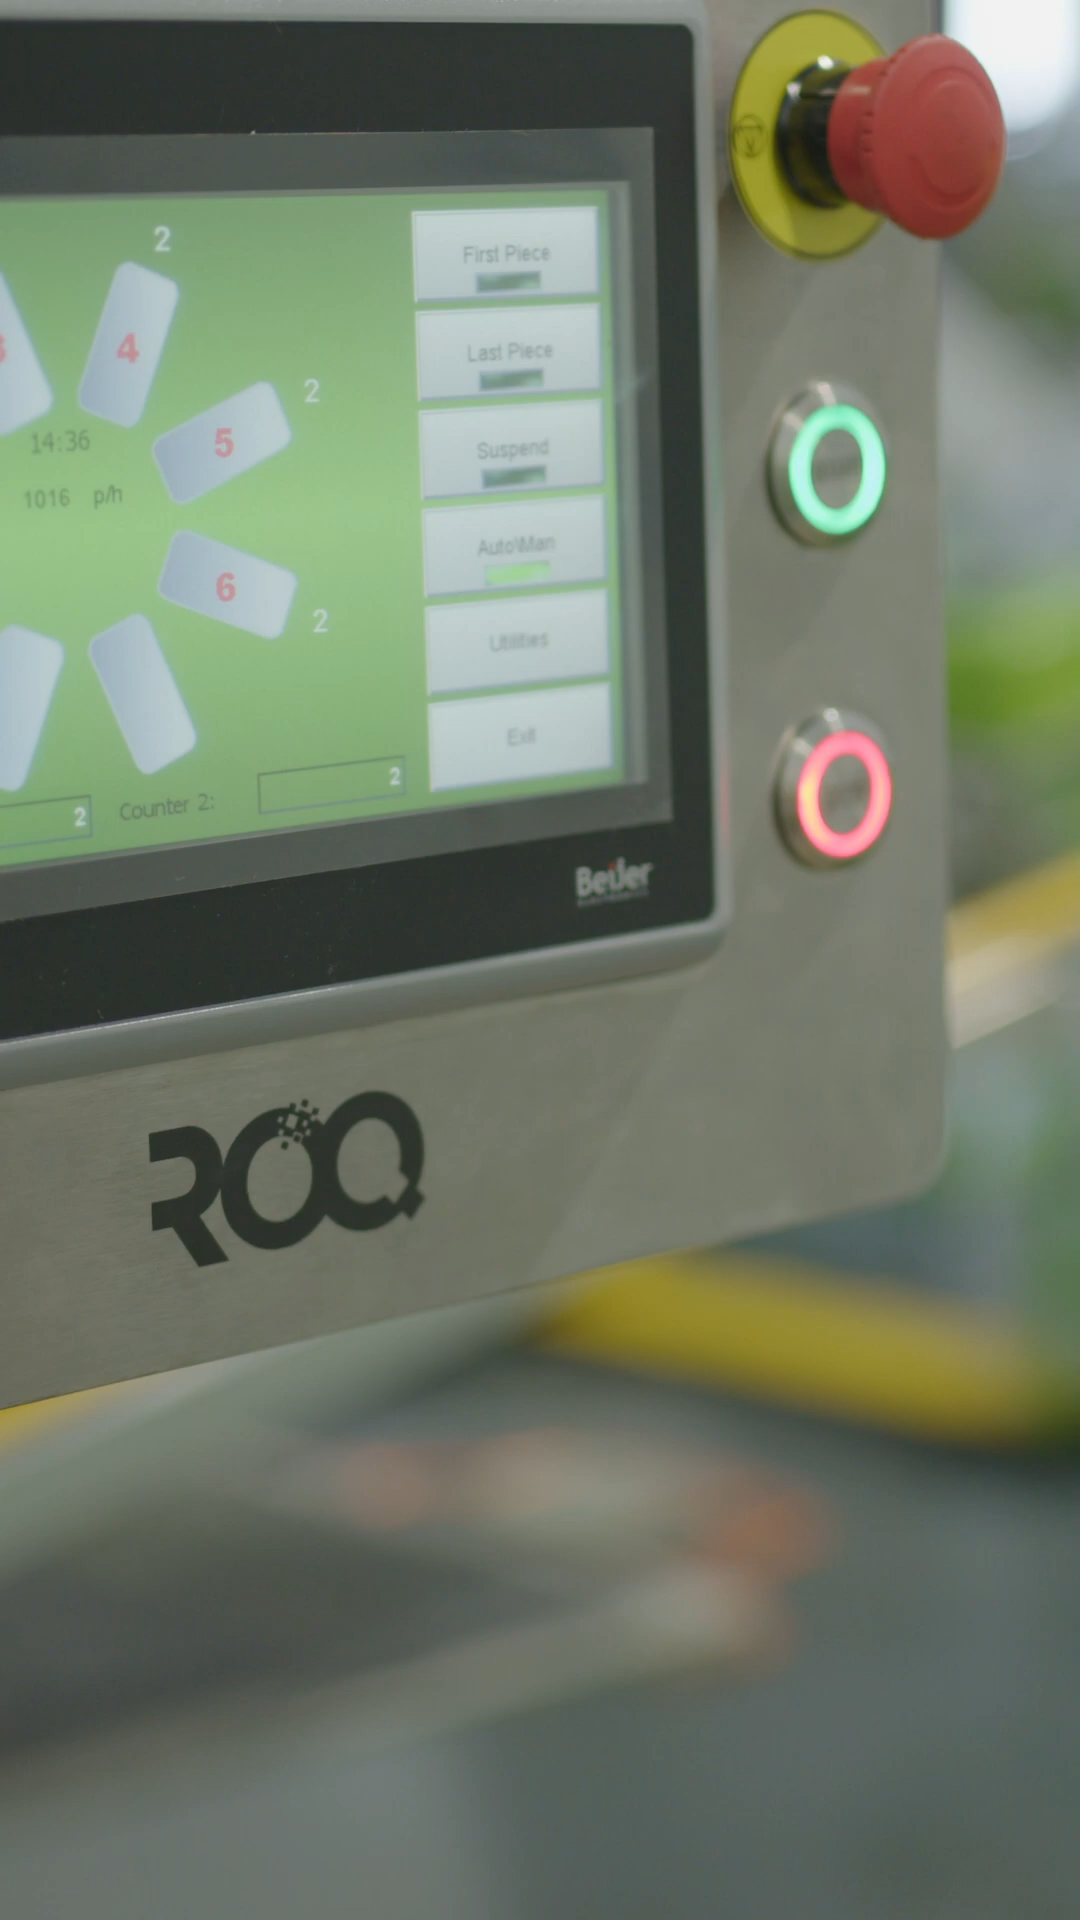 2
4
2
5
14:36
1016 p/h
6
2
2
Counter 2:
2
First Piece
Last Piece
Suspend
Auto\Man
Utilities
Exit
Beijer
ELECTRONICS
ROQ